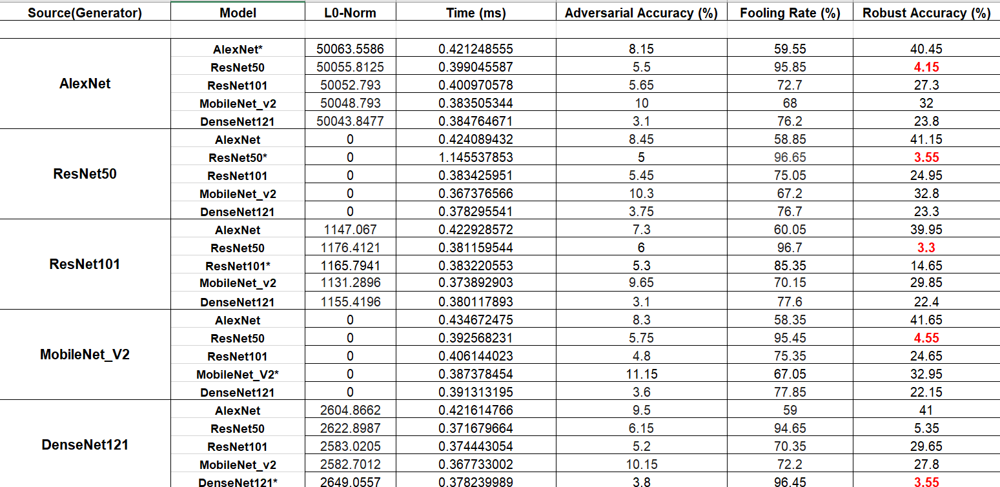 Source(Generator) Model L0-Norm Time (ms) Adversarial Accuracy (%) Fooling Rate (%) Robust Accuracy (%)
AlexNet* 50063.5586 0.421248555 8.15 59.55 40.45
ResNet50 50055.8125 0.399045587 5.5 95.85 4.15
AlexNet ResNet101 50052.793 0.400970578 5.65 72.7 27.3
MobileNet_v2 50048.793 0.383505344 10 68 32
DenseNet121 50043.8477 0.384764671 3.1 76.2 23.8
AlexNet 0 0.424089432 8.45 58.85 41.15
ResNet50* 0 1.145537853 5 96.65 3.55
ResNet50 ResNet101 0 0.383425951 5.45 75.05 24.95
MobileNet_v2 0 0.367376566 10.3 67.2 32.8
DenseNet121 0 0.378295541 3.75 76.7 23.3
AlexNet 1147.067 0.422928572 7.3 60.05 39.95
ResNet50 1176.4121 0.381159544 6 96.7 3.3
ResNet101 ResNet101* 1165.7941 0.383220553 5.3 85.35 14.65
MobileNet_v2 1131.2896 0.373892903 9.65 70.15 29.85
DenseNet121 1155.4196 0.380117893 3.1 77.6 22.4
AlexNet 0 0.434672475 8.3 58.35 41.65
ResNet50 0 0.392568231 5.75 95.45 4.55
MobileNet_V2 ResNet101 0 0.406144023 4.8 75.35 24.65
MobileNet_V2* 0 0.387378454 11.15 67.05 32.95
DenseNet121 0 0.391313195 3.6 77.85 22.15
AlexNet 2604.8662 0.421614766 9.5 59 41
ResNet50 2622.8987 0.371679664 6.15 94.65 5.35
DenseNet121 ResNet101 2583.0205 0.374443054 5.2 70.35 29.65
MobileNet_v2 2582.7012 0.367733002 10.15 72.2 27.8
DenseNet121* 2649.0557 0.378239989 3.8 96.45 3.55